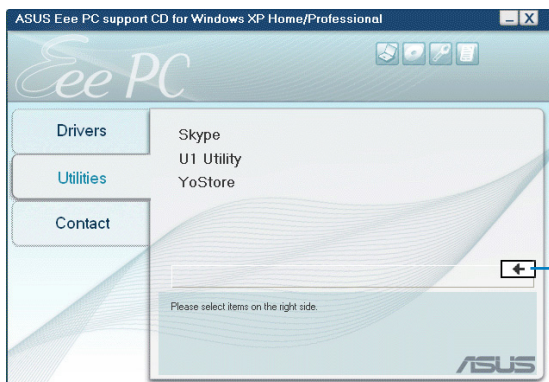 ASUS Eee PC support CD for Windows XP Home/Professional
Eee PC
Drivers
Utilities
Contact
Skype
U1 Utility
YoStore
Please select items on the right side.
ASUS